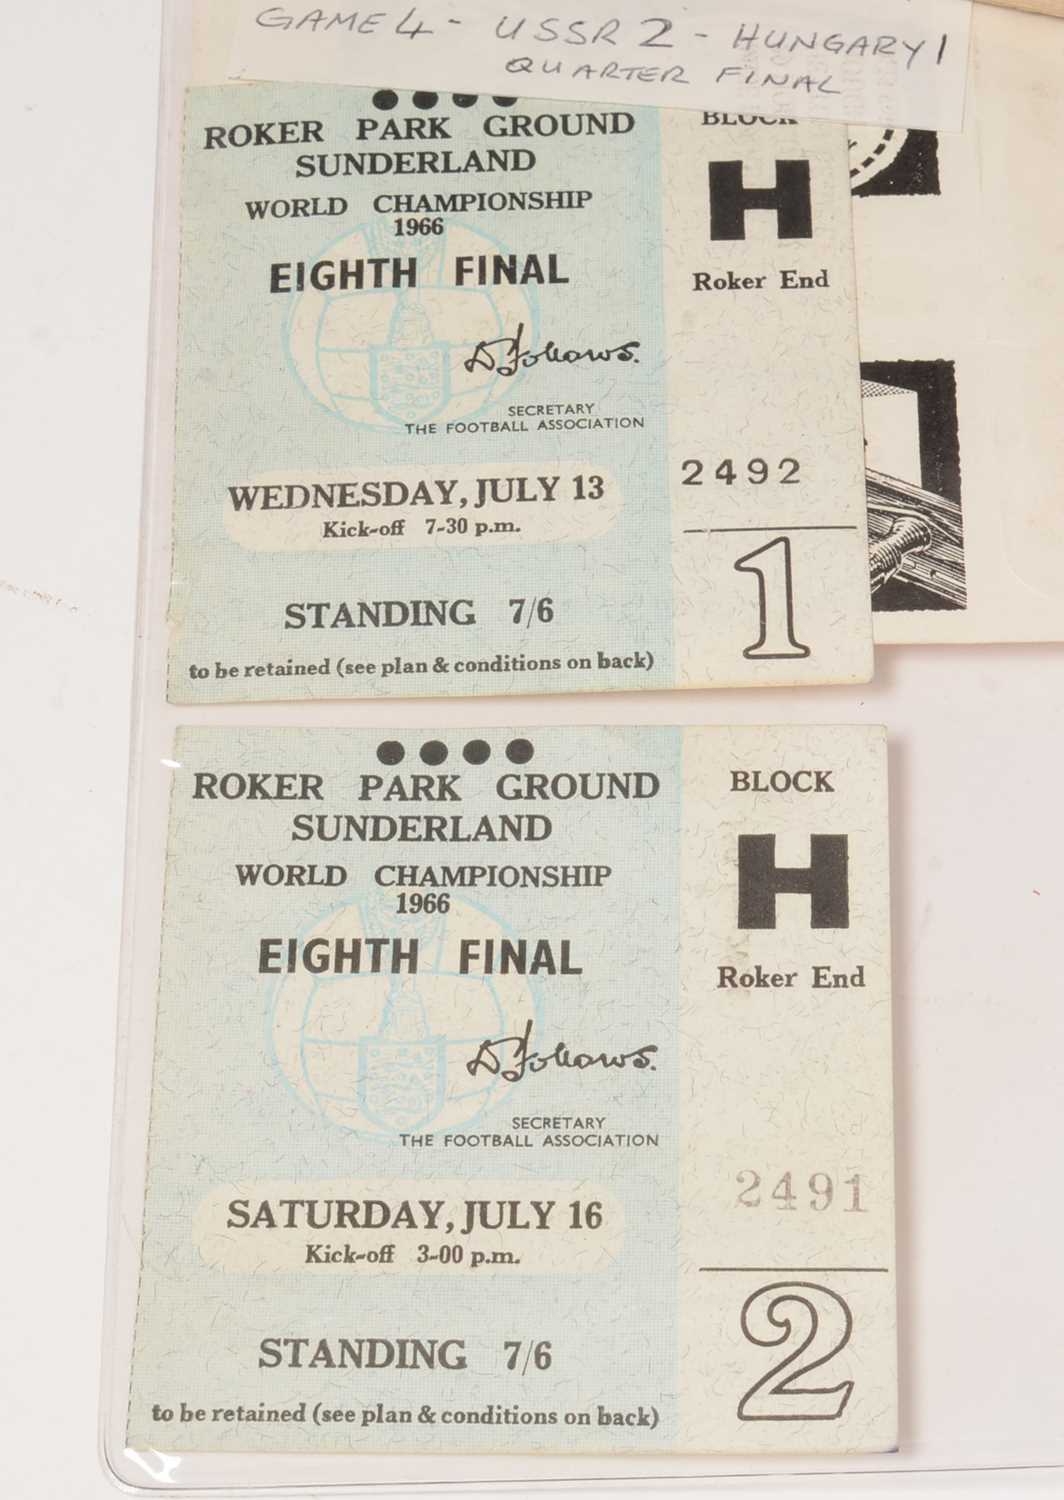 GAME 4 - USSR 2 - HUNGARY 1
QUARTER FINAL
ROKER PARK GROUND
SUNDERLAND
WORLD CHAMPIONSHIP
1966
EIGHTH FINAL
D Follows.
SECRETARY
THE FOOTBALL ASSOCIATION
WEDNESDAY, JULY 13
Kick-off 7-30 p.m.
STANDING 7/6
to be retained (see plan & conditions on back)
BLOCK
H
Roker End
2492
1
ROKER PARK GROUND
SUNDERLAND
WORLD CHAMPIONSHIP
1966
EIGHTH FINAL
D Follows.
SECRETARY
THE FOOTBALL ASSOCIATION
SATURDAY, JULY 16
Kick-off 3-00 p.m.
STANDING 7/6
to be retained (see plan & conditions on back)
BLOCK
H
Roker End
2491
2